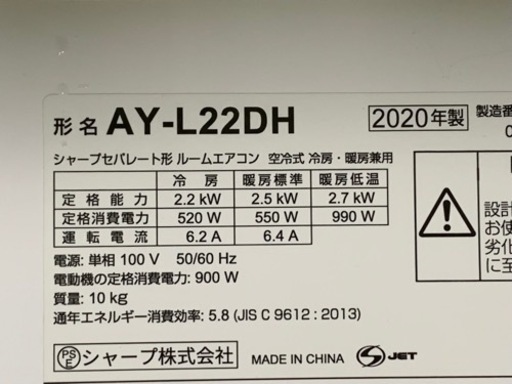 形名 AY-L22DH 2020年製 製造番
シャープセパレート形 ルームエアコン 空冷式 冷房・暖房兼用
冷房 暖房標準 暖房低温
定格能力 2.2 kW 2.5 kW 2.7 kW
定格消費電力 520 W 550 W 990 W
運転電流 6.2 A 6.4 A
電源: 単相 100 V 50/60 Hz
電動機の定格消費電力: 900 W
質量: 10 kg
通年エネルギー消費効率: 5.8 (JIS C 9612 : 2013)
設計
お使
劣化
に至
PS E シャープ株式会社 MADE IN CHINA S JET